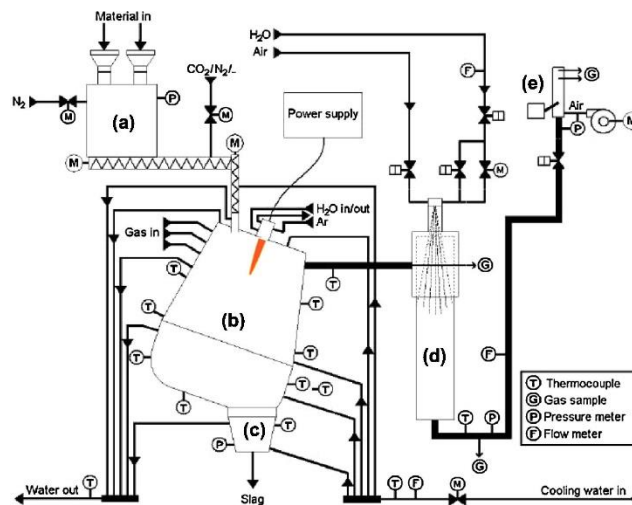 Material in
H₂O
Air
CO₂/N₂/..
F
(e)
G
Air
N₂
M
(a)
P
M
Power supply
M
P
M
M
M
M
H₂O in/out
Ar
Gas in
T
T
G
(b)
T
(d)
T
T
T
T
T
T
F
T Thermocouple
G Gas sample
P Pressure meter
F Flow meter
(c)
T
P
T
P
G
Water out
T
Slag
T
F
M
Cooling water in